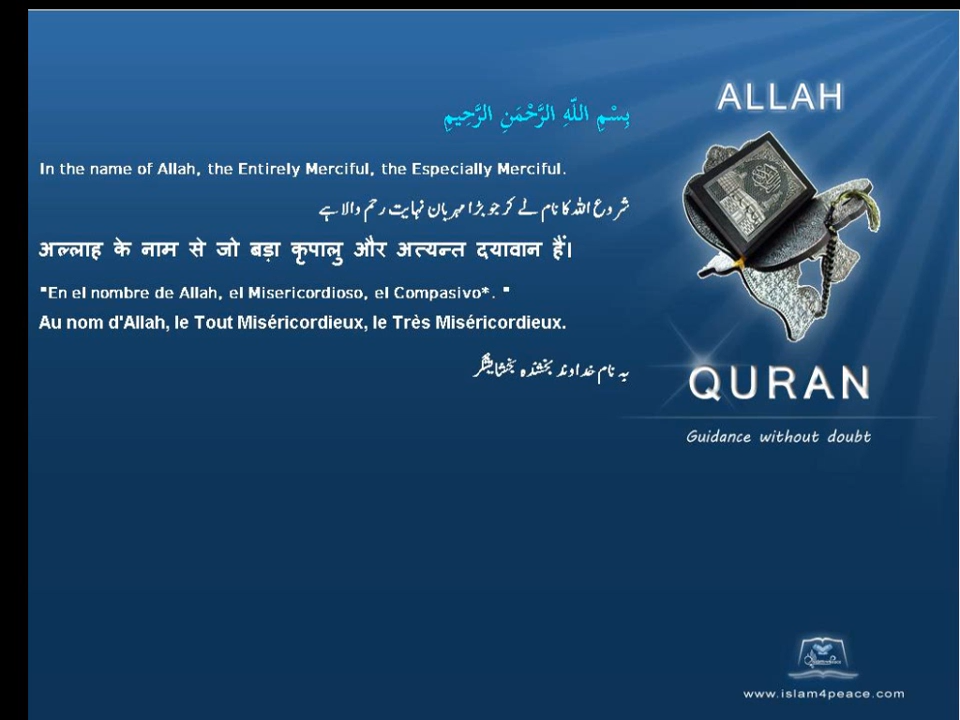 بِسْمِ اللّهِ الرَّحْمَنِ الرَّحِيمِ
In the name of Allah, the Entirely Merciful, the Especially Merciful.
شروع الله کا نام لے کر جو بڑا مہربان نہایت رحم والا ہے
अल्लाह के नाम से जो बड़ा कृपालु और अत्यन्त दयावान हैं।
"En el nombre de Allah, el Misericordioso, el Compasivo*. "
Au nom d'Allah, le Tout Miséricordieux, le Très Miséricordieux.
به نام خداوند بخشنده بخشایشگر
ALLAH
QURAN
Guidance without doubt
www.islam4peace.com